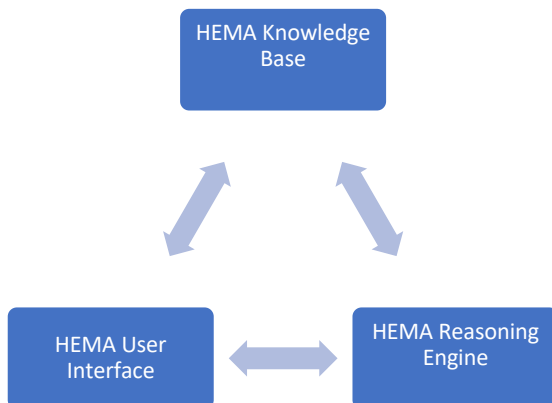 HEMA Knowledge
Base
HEMA User
Interface
HEMA Reasoning
Engine